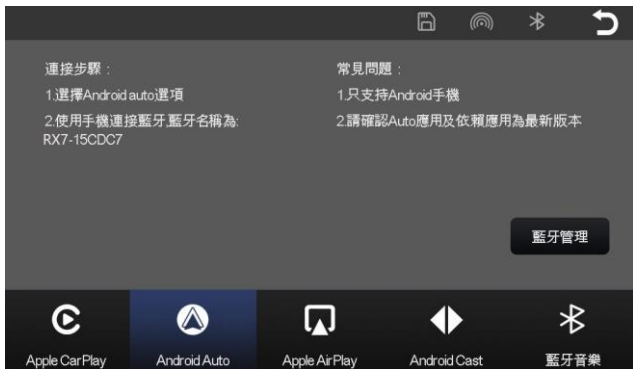 連接步驟：
1.選擇Android auto選項
2.使用手機連接藍牙,藍牙名稱為:
RX7-15CDC7
常見問題：
1.只支持Android手機
2.請確認Auto應用及依賴應用為最新版本
藍牙管理
Apple CarPlay
Android Auto
Apple AirPlay
Android Cast
藍牙音樂